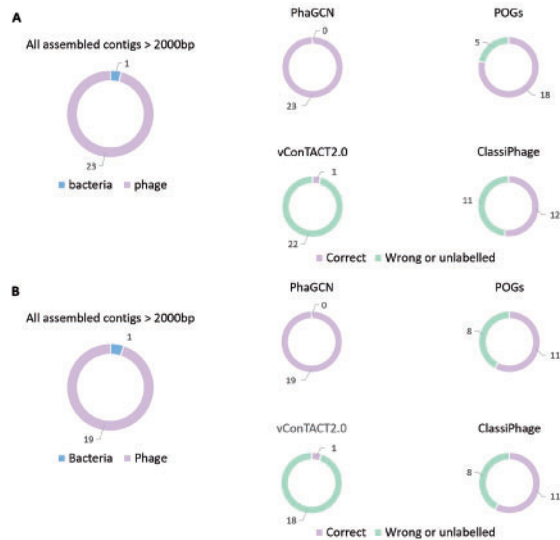 A
All assembled contigs > 2000bp
1
23
bacteria phage
PhaGCN
0
23
POGs
5
18
vConTACT2.0
1
22
ClassiPhage
11
12
Correct Wrong or unlabelled
B
All assembled contigs > 2000bp
1
19
Bacteria Phage
PhaGCN
0
19
POGs
8
11
vConTACT2.0
1
18
ClassiPhage
8
11
Correct Wrong or unlabelled